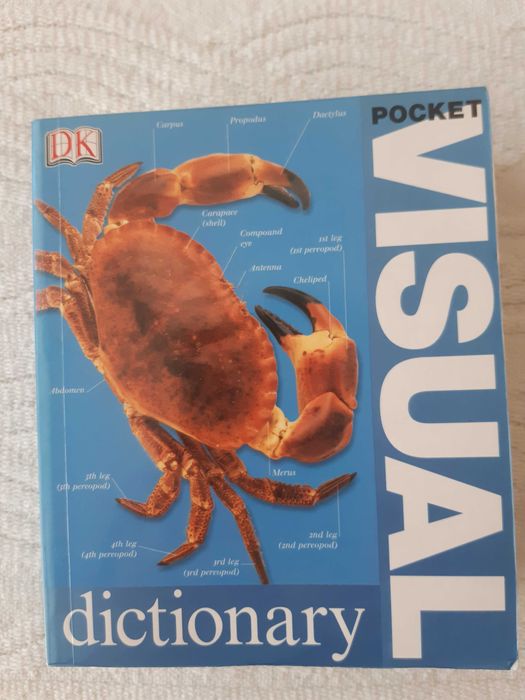 DK
POCKET
VISUAL
dictionary
Carpus
Propodus
Dactylus
Carapace
(shell)
Compound
eye
1st leg
(1st pereopod)
Antenna
Cheliped
Abdomen
Merus
5th leg
(5th pereopod)
4th leg
(4th pereopod)
3rd leg
(3rd pereopod)
2nd leg
(2nd pereopod)